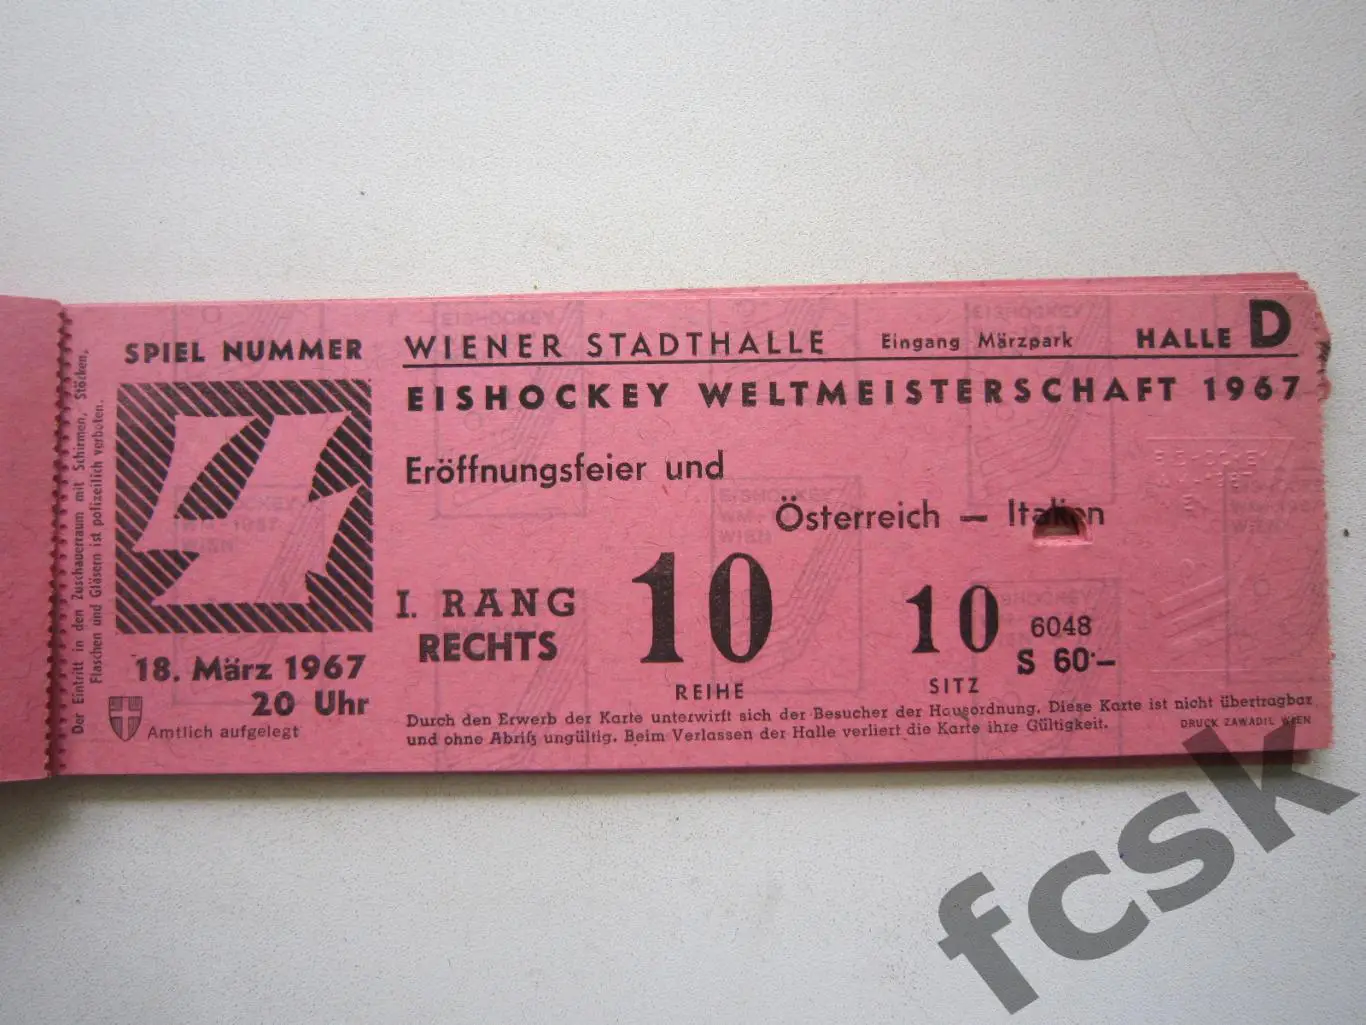 Der Eintritt in den Zuschauerraum mit Schirmen, Stöcken,
Flaschen und Gläsern ist polizeilich verboten.
SPIEL NUMMER
18. März 1967
20 Uhr
Amtlich aufgelegt
WIENER STADTHALLE Eingang Märzpark HALLE D
EISHOCKEY WELTMEISTERSCHAFT 1967
Eröffnungsfeier und
Österreich – Italien
I. RANG
RECHTS
10
REIHE
10
SITZ
6048
S 60·–
Durch den Erwerb der Karte unterwirft sich der Besucher der Hausordnung. Diese Karte ist nicht übertragbar
und ohne Abriß ungültig. Beim Verlassen der Halle verliert die Karte ihre Gültigkeit.
DRUCK ZAWADIL WIEN
EISHOCKEY
WM-1967
WIEN
fcsk